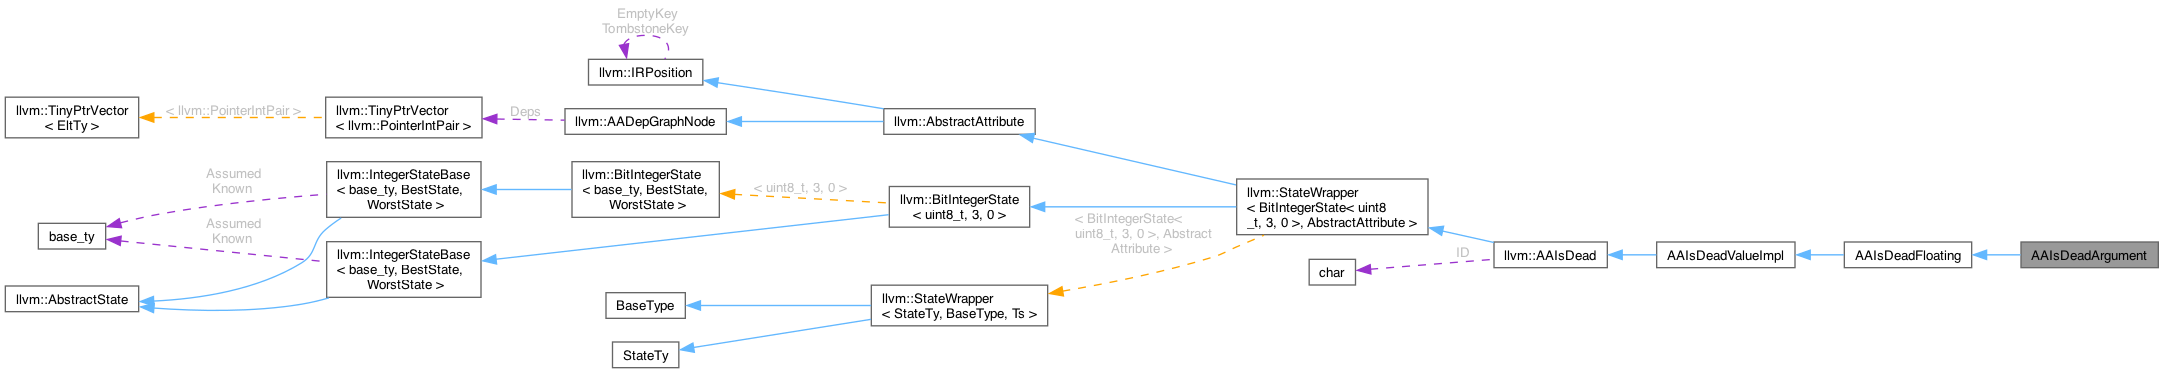 EmptyKey
TombstoneKey
llvm::IRPosition
llvm::TinyPtrVector
< EltTy >
< llvm::PointerIntPair >
llvm::TinyPtrVector
< llvm::PointerIntPair >
Deps
llvm::AADepGraphNode
llvm::AbstractAttribute
Assumed
Known
llvm::IntegerStateBase
< base_ty, BestState,
WorstState >
llvm::BitIntegerState
< base_ty, BestState,
WorstState >
< uint8_t, 3, 0 >
llvm::BitIntegerState
< uint8_t, 3, 0 >
llvm::StateWrapper
< BitIntegerState< uint8
_t, 3, 0 >, AbstractAttribute >
base_ty
Assumed
Known
llvm::IntegerStateBase
< base_ty, BestState,
WorstState >
< BitIntegerState<
uint8_t, 3, 0 >, Abstract
Attribute >
ID
char
llvm::AAIsDead
AAIsDeadValueImpl
AAIsDeadFloating
AAIsDeadArgument
llvm::AbstractState
BaseType
llvm::StateWrapper
< StateTy, BaseType, Ts >
StateTy